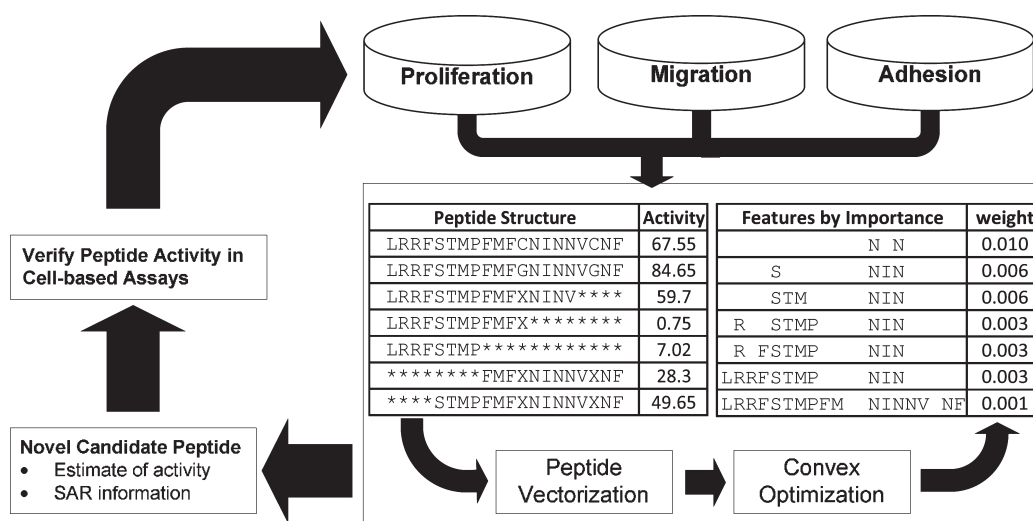 Proliferation
Migration
Adhesion
Peptide Structure Activity
LRRFSTMPFMFCNINNVCNF 67.55
LRRFSTMPFMFGNINNVGNF 84.65
LRRFSTMPFMFXNINV**** 59.7
LRRFSTMPFMFX******** 0.75
LRRFSTMP************ 7.02
********FMFXNINNVXNF 28.3
****STMPFMFXNINNVXNF 49.65
Features by Importance weight
N N 0.010
S NIN 0.006
STM NIN 0.006
R STMP NIN 0.003
R FSTMP NIN 0.003
LRRFSTMP NIN 0.003
LRRFSTMPFM NINNV NF 0.001
Peptide
Vectorization
Convex
Optimization
Novel Candidate Peptide
• Estimate of activity
• SAR information
Verify Peptide Activity in
Cell-based Assays